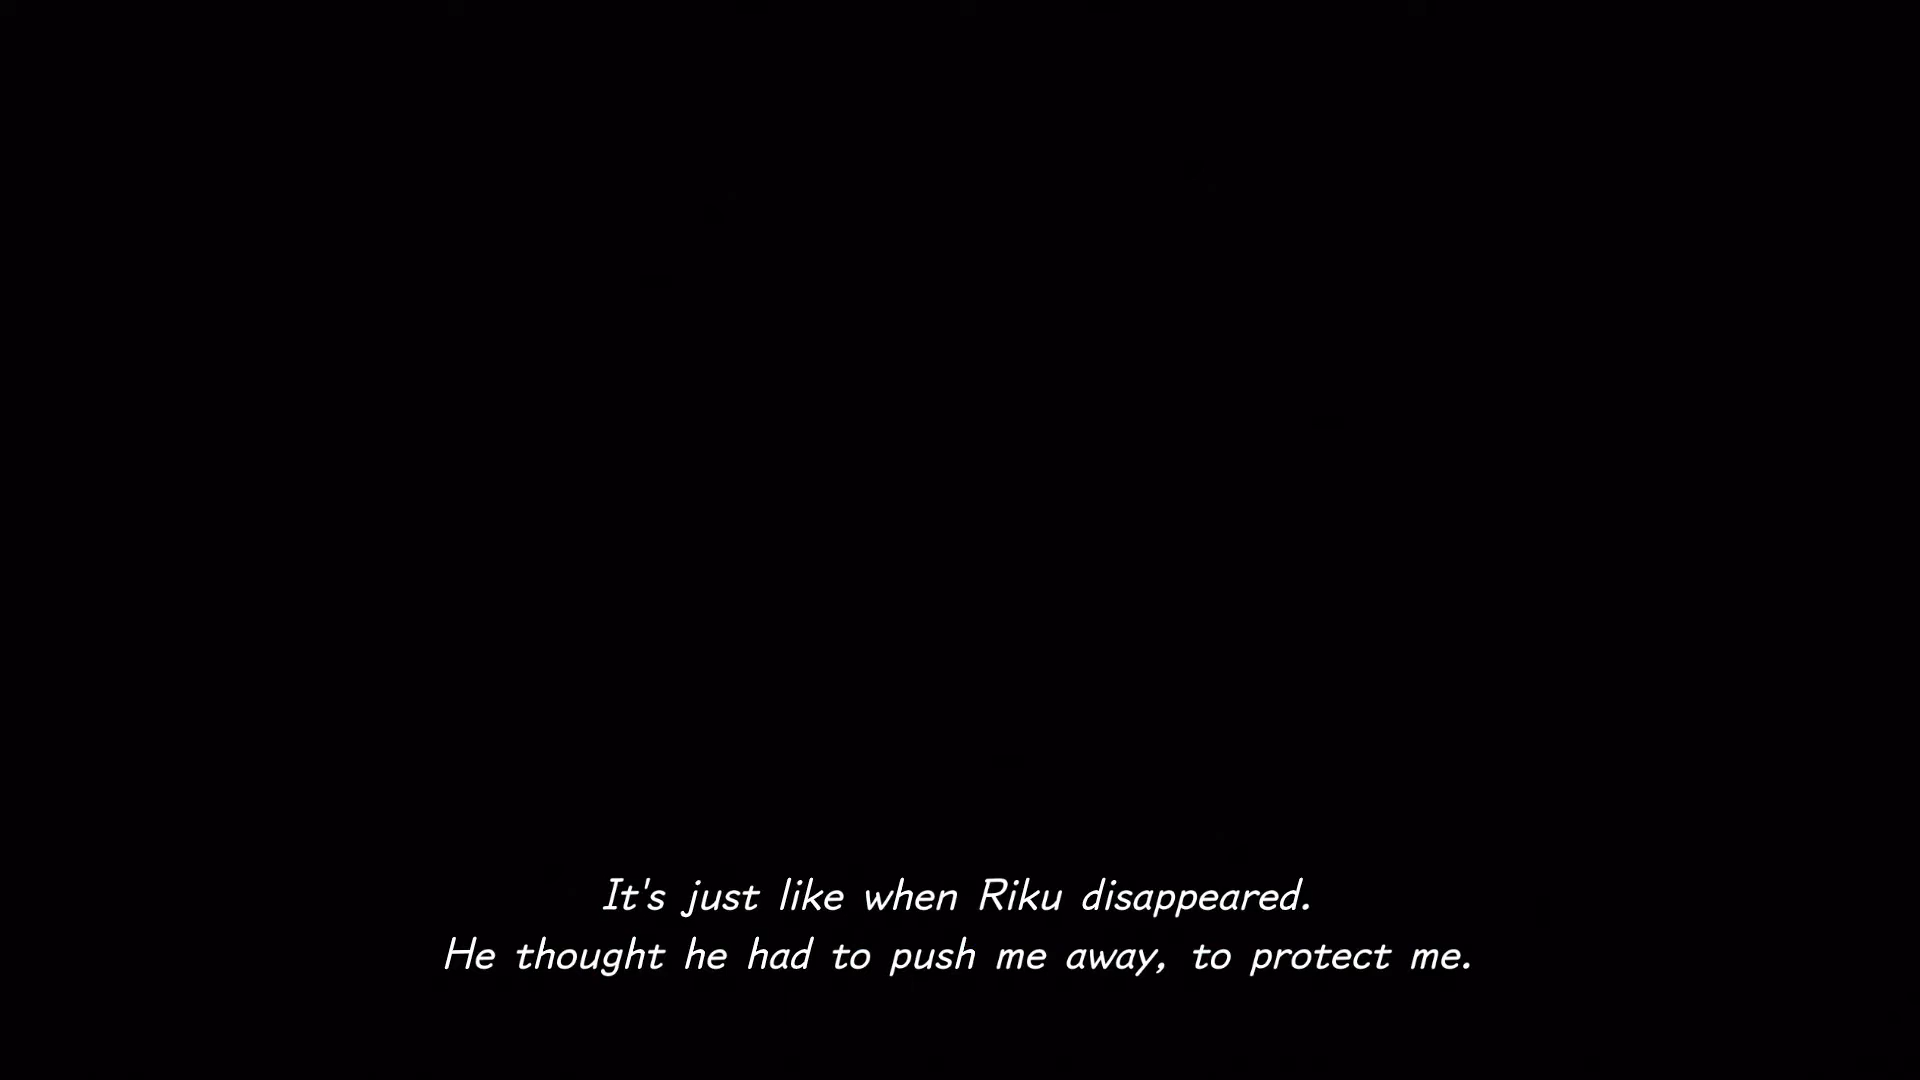 It's just like when Riku disappeared.
He thought he had to push me away, to protect me.